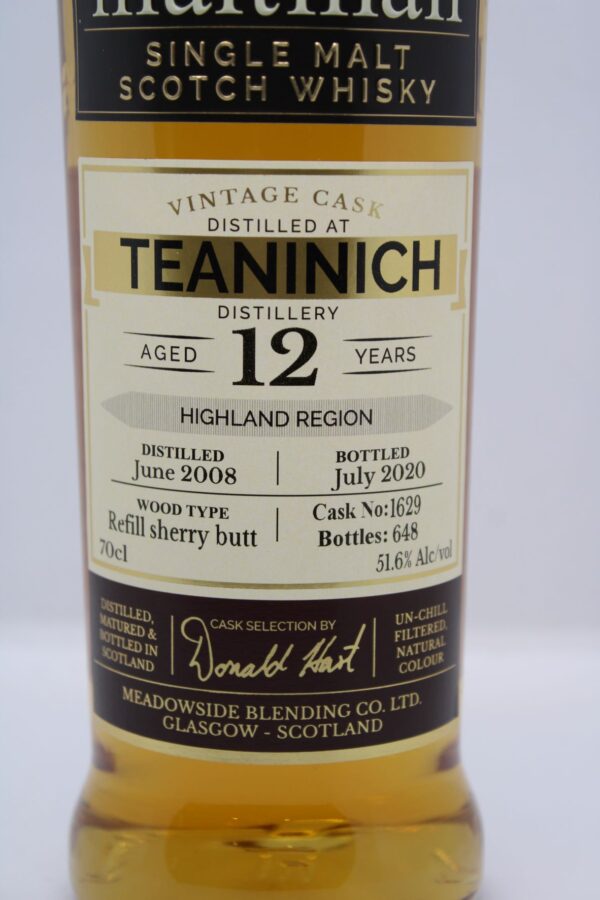 SINGLE MALT
SCOTCH WHISKY
VINTAGE CASK
DISTILLED AT
TEANINICH
DISTILLERY
AGED 12 YEARS
HIGHLAND REGION
DISTILLED
June 2008
BOTTLED
July 2020
WOOD TYPE
Refill sherry butt
Cask No:1629
Bottles: 648
70cl
51.6% Alc/vol
DISTILLED,
MATURED &
BOTTLED IN
SCOTLAND
CASK SELECTION BY
Donald Hart
UN-CHILL
FILTERED,
NATURAL
COLOUR
MEADOWSIDE BLENDING CO. LTD.
GLASGOW - SCOTLAND